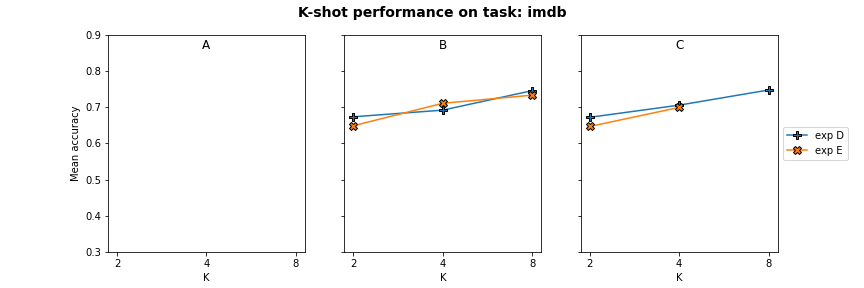 K-shot performance on task: imdb
A
B
C
0.9
0.8
0.7
0.6
0.5
0.4
0.3
Mean accuracy
2 4 8
2 4 8
2 4 8
K
K
K
exp D
exp E